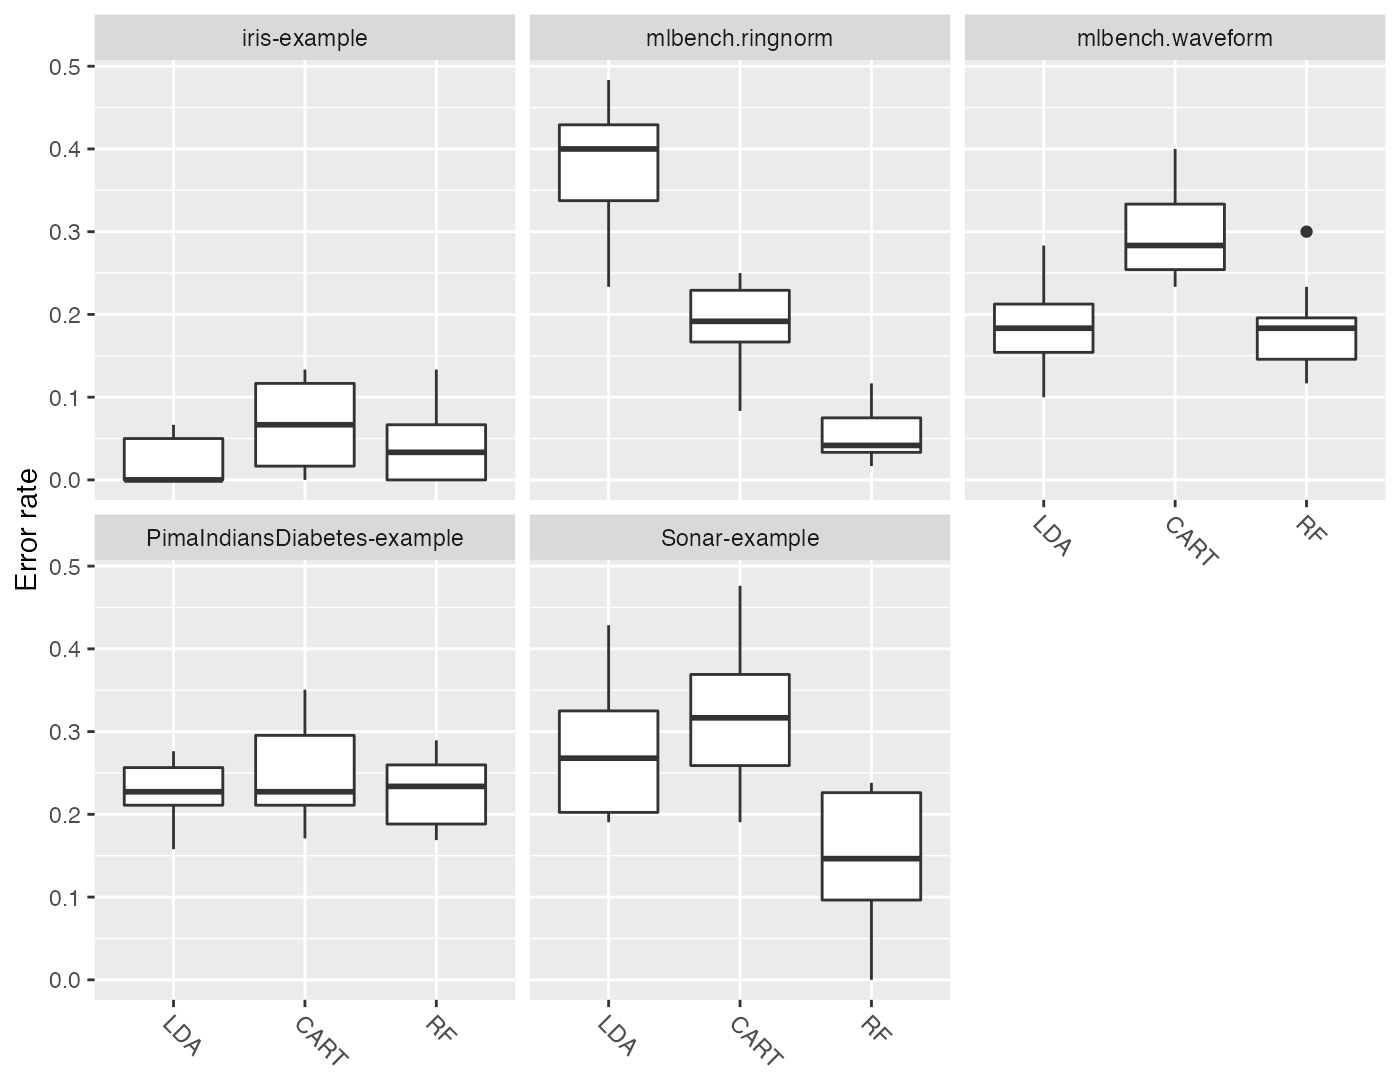 iris-example
mlbench.ringnorm
mlbench.waveform
0.5
0.4
0.3
0.2
0.1
0.0
LDA
CART
RF
Error rate
PimaIndiansDiabetes-example
Sonar-example
0.5
0.4
0.3
0.2
0.1
0.0
LDA
CART
RF
LDA
CART
RF